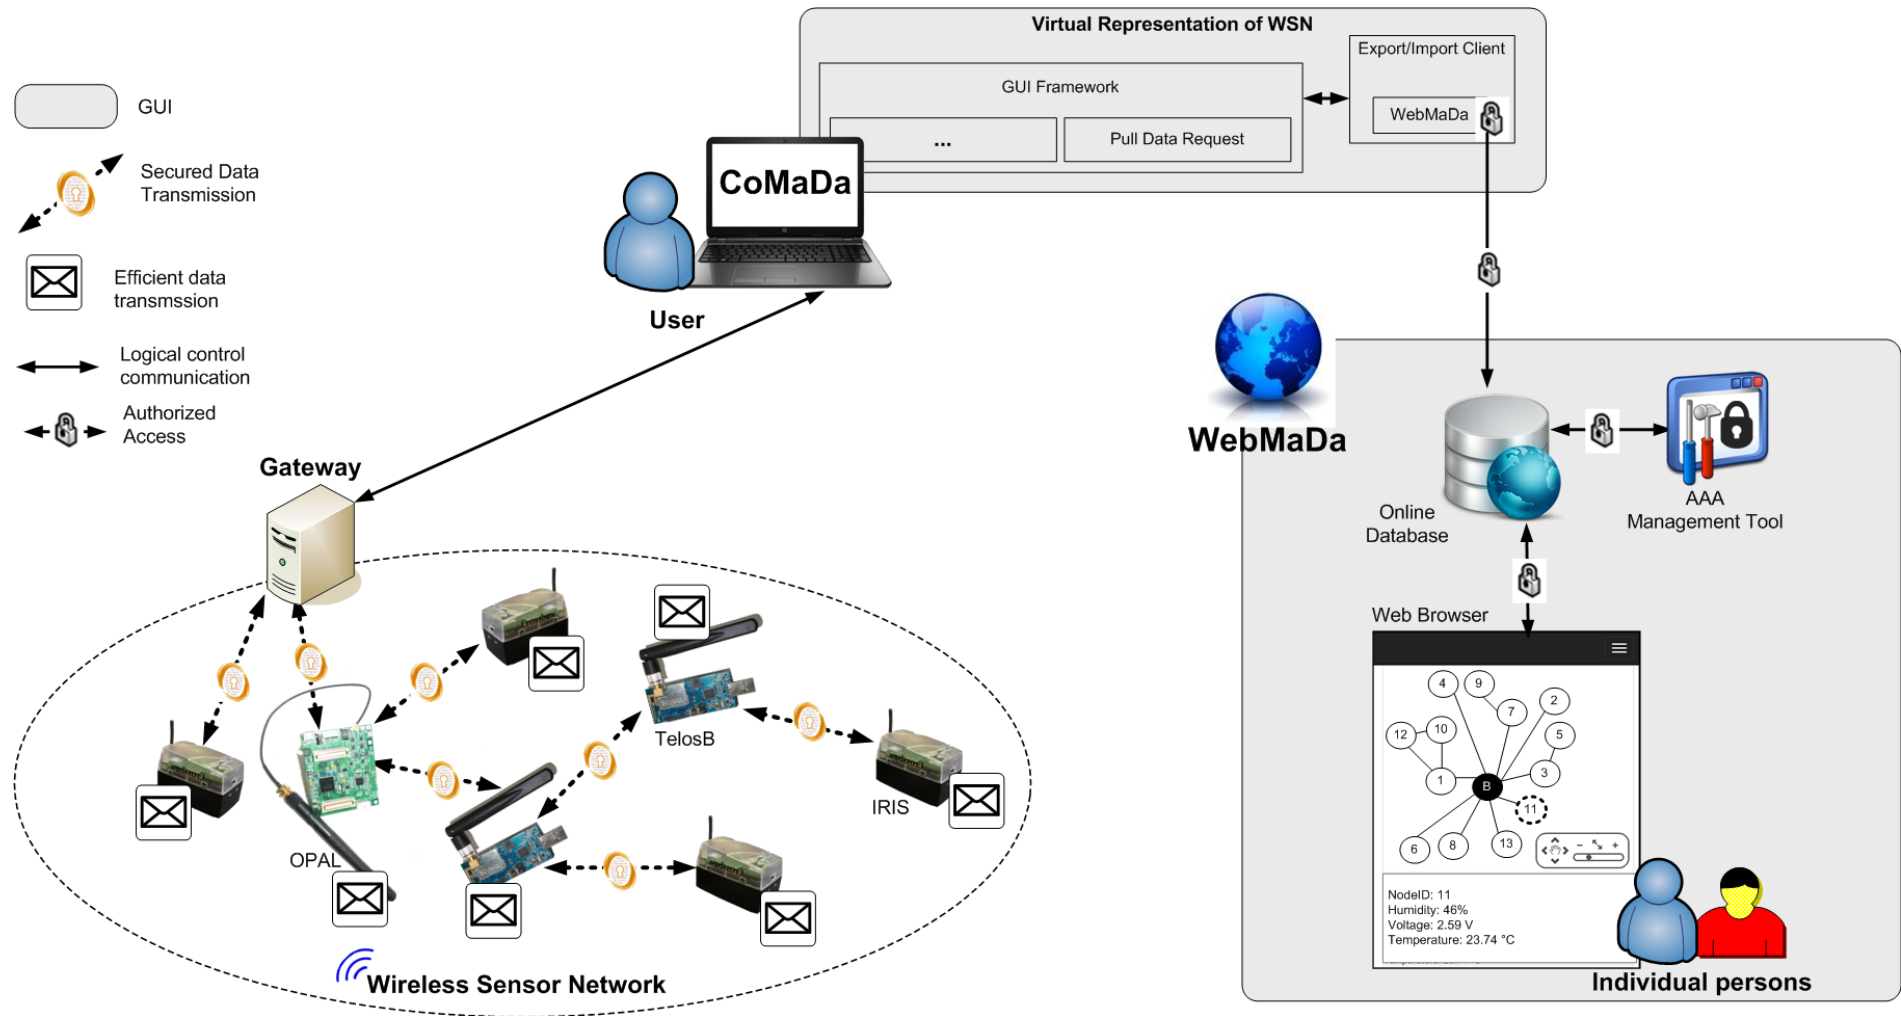 Virtual Representation of WSN
Export/Import Client
GUI Framework
WebMaDa
...
Pull Data Request
GUI
Secured Data
Transmission
Efficient data
transmssion
Logical control
communication
Authorized
Access
CoMaDa
User
Gateway
WebMaDa
Online
Database
AAA
Management Tool
Web Browser
4
9
2
7
12
10
5
1
3
B
11
6
8
13
NodeID: 11
Humidity: 46%
Voltage: 2.59 V
Temperature: 23.74 °C
Individual persons
TelosB
IRIS
OPAL
Wireless Sensor Network